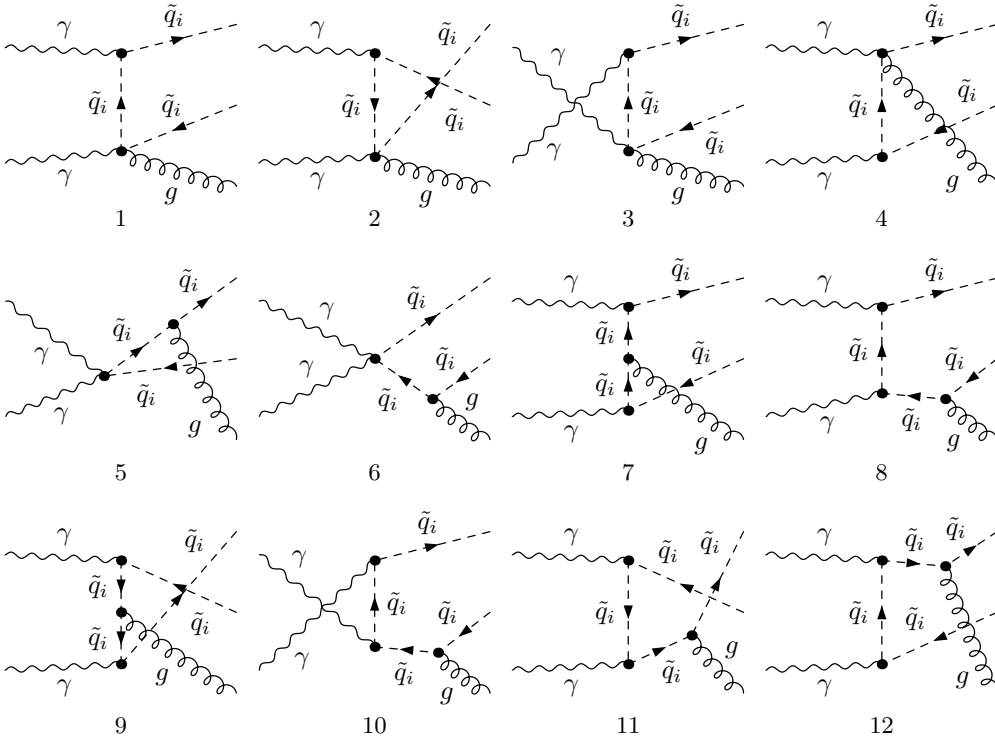 γ q̃ᵢ γ q̃ᵢ γ q̃ᵢ γ q̃ᵢ
q̃ᵢ q̃ᵢ q̃ᵢ q̃ᵢ q̃ᵢ q̃ᵢ q̃ᵢ q̃ᵢ
γ g γ g γ g γ g
1 2 3 4
γ q̃ᵢ q̃ᵢ γ q̃ᵢ γ q̃ᵢ γ q̃ᵢ
q̃ᵢ q̃ᵢ q̃ᵢ q̃ᵢ q̃ᵢ q̃ᵢ q̃ᵢ q̃ᵢ
γ g γ g γ g γ g
5 6 7 8
γ q̃ᵢ γ q̃ᵢ γ q̃ᵢ q̃ᵢ γ q̃ᵢ q̃ᵢ
q̃ᵢ q̃ᵢ q̃ᵢ q̃ᵢ q̃ᵢ q̃ᵢ q̃ᵢ q̃ᵢ q̃ᵢ
γ g γ g γ g γ g
9 10 11 12